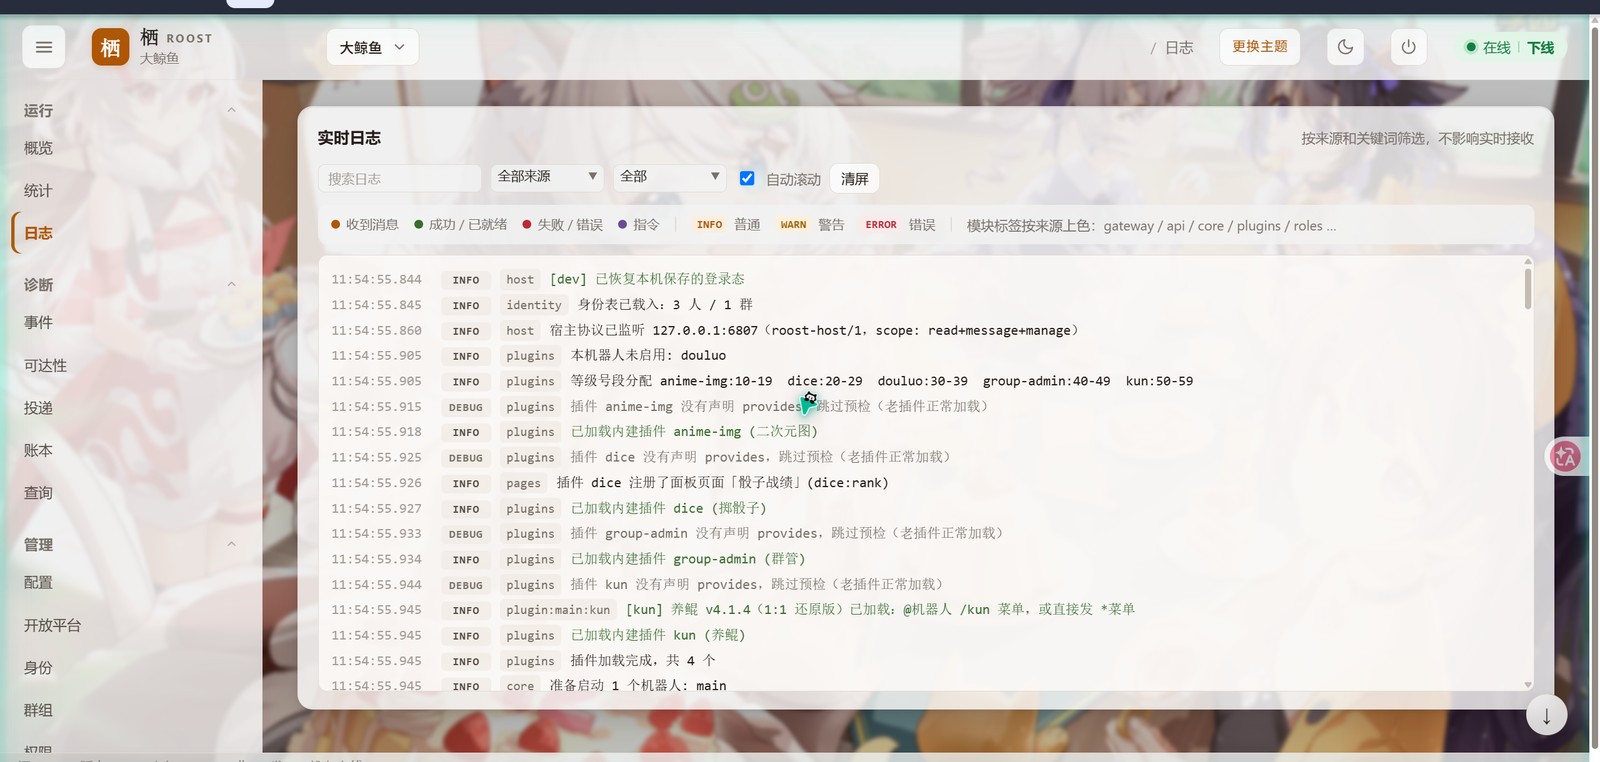 栖 栖 ROOST
大鲸鱼
大鲸鱼
/ 日志
更换主题
在线 | 下线
运行
概览
统计
日志
诊断
事件
可达性
投递
账本
查询
管理
配置
开放平台
身份
群组
权限
实时日志
按来源和关键词筛选，不影响实时接收
搜索日志 全部来源 全部 自动滚动 清屏
收到消息 成功 / 已就绪 失败 / 错误 指令 INFO 普通 WARN 警告 ERROR 错误 模块标签按来源上色：gateway / api / core / plugins / roles ...
11:54:55.844 INFO host [dev] 已恢复本机保存的登录态
11:54:55.845 INFO identity 身份表已载入：3 人 / 1 群
11:54:55.860 INFO host 宿主协议已监听 127.0.0.1:6807（roost-host/1，scope: read+message+manage）
11:54:55.905 INFO plugins 本机器人未启用: douluo
11:54:55.905 INFO plugins 等级号段分配 anime-img:10-19 dice:20-29 douluo:30-39 group-admin:40-49 kun:50-59
11:54:55.915 DEBUG plugins 插件 anime-img 没有声明 provides 跳过预检（老插件正常加载）
11:54:55.918 INFO plugins 已加载内建插件 anime-img (二次元图)
11:54:55.925 DEBUG plugins 插件 dice 没有声明 provides，跳过预检（老插件正常加载）
11:54:55.926 INFO pages 插件 dice 注册了面板页面「骰子战绩」(dice:rank)
11:54:55.927 INFO plugins 已加载内建插件 dice (掷骰子)
11:54:55.933 DEBUG plugins 插件 group-admin 没有声明 provides，跳过预检（老插件正常加载）
11:54:55.934 INFO plugins 已加载内建插件 group-admin (群管)
11:54:55.944 DEBUG plugins 插件 kun 没有声明 provides，跳过预检（老插件正常加载）
11:54:55.945 INFO plugin:main:kun [kun] 养鲲 v4.1.4（1:1 还原版）已加载：@机器人 /kun 菜单，或直接发 *菜单
11:54:55.945 INFO plugins 已加载内建插件 kun (养鲲)
11:54:55.945 INFO plugins 插件加载完成，共 4 个
11:54:55.945 INFO core 准备启动 1 个机器人: main